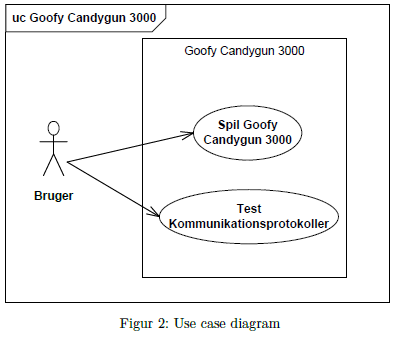 uc Goofy Candygun 3000
Goofy Candygun 3000
Spil Goofy
Candygun 3000
Bruger
Test
Kommunikationsprotokoller
Figur 2: Use case diagram